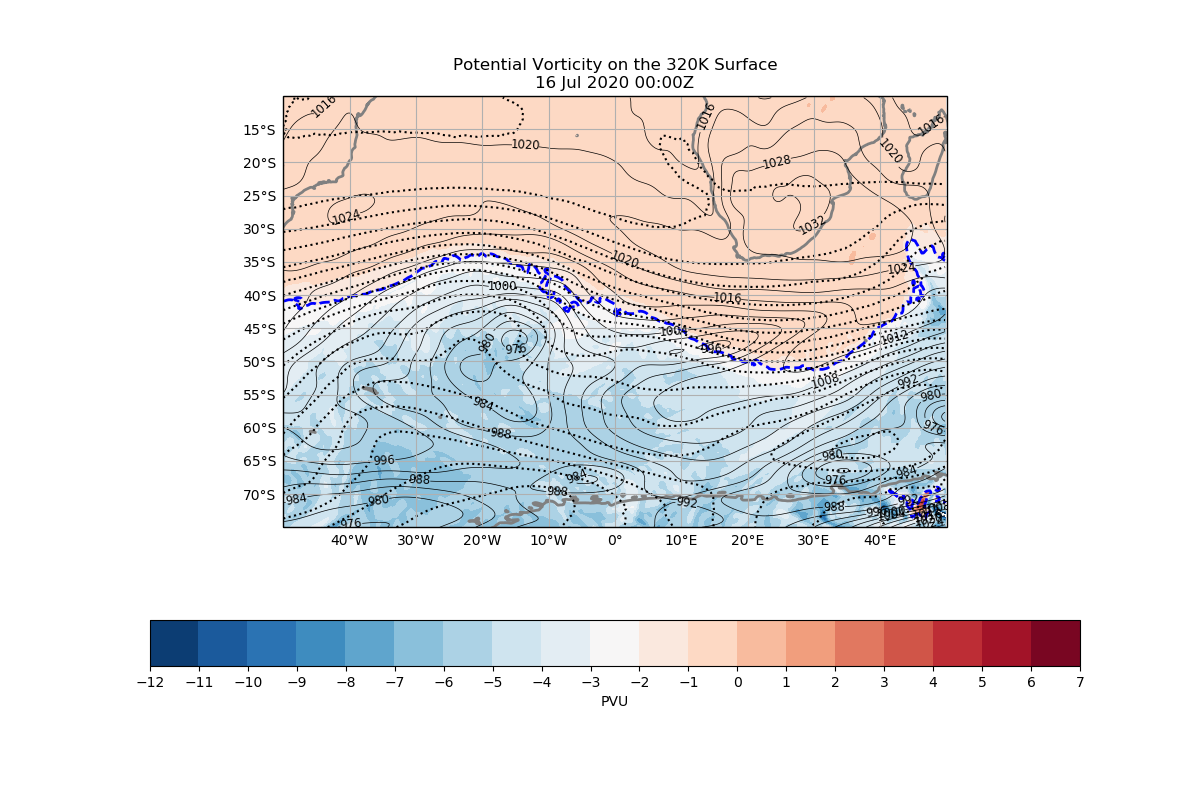 Potential Vorticity on the 320K Surface
16 Jul 2020 00:00Z
1016
1016
1016
15°S
1020
1020
20°S
1028
25°S
1024
1032
30°S
1020
35°S
1024
40°S
1000
1016
45°S
1004
1012
980
976
996
50°S
1008
992
55°S
984
980
60°S
988
976
65°S
996
980
984
988
984
976
70°S
984
980
988
992
988
976
40°W 30°W 20°W 10°W 0° 10°E 20°E 30°E 40°E
−12 −11 −10 −9 −8 −7 −6 −5 −4 −3 −2 −1 0 1 2 3 4 5 6 7
PVU